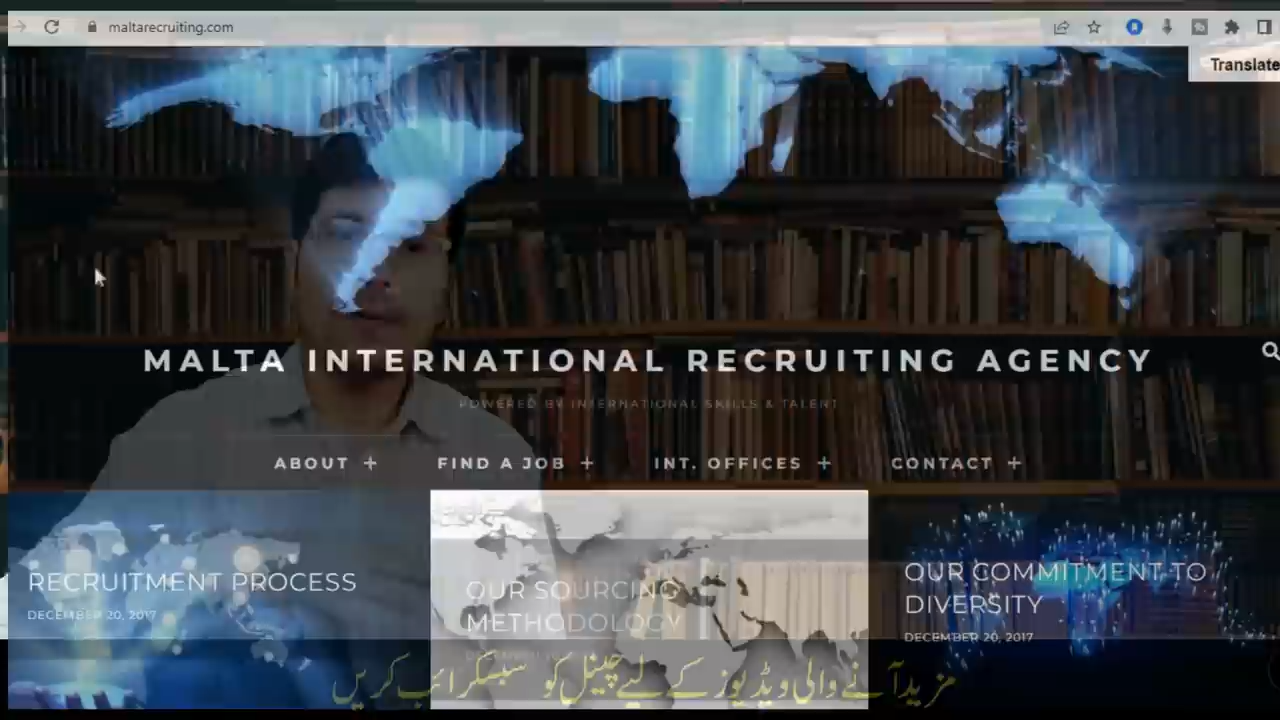 maltarecruiting.com
Translate
MALTA INTERNATIONAL RECRUITING AGENCY
POWERED BY INTERNATIONAL SKILLS & TALENT
ABOUT + FIND A JOB + INT. OFFICES + CONTACT +
RECRUITMENT PROCESS
DECEMBER 20, 2017
OUR SOURCING
METHODOLOGY
OUR COMMITMENT TO
DIVERSITY
DECEMBER 20, 2017
مزید آنے والی ویڈیوز کے لیے چینل کو سبسکرائب کریں